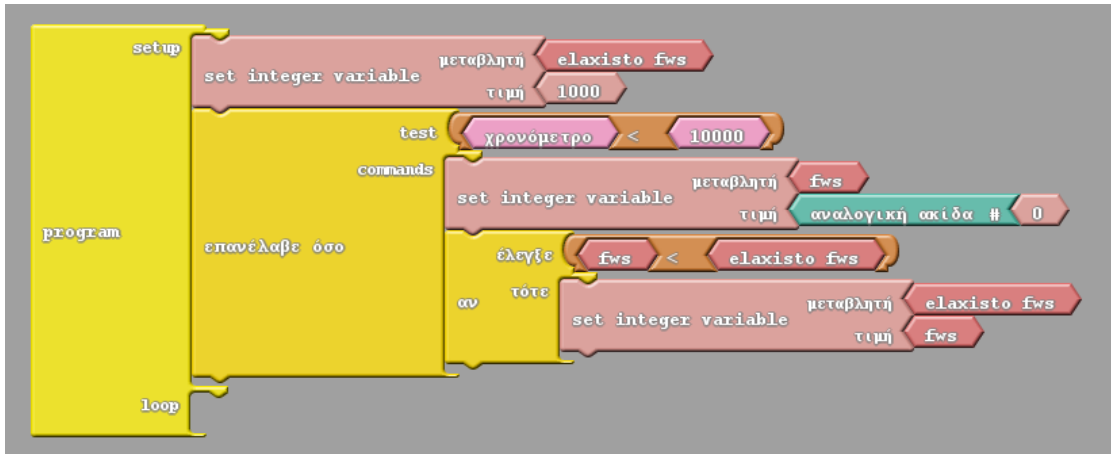 setup
set integer variable μεταβλητή elaxisto fws
τιμή 1000
test χρονόμετρο < 10000
commands
set integer variable μεταβλητή fws
τιμή αναλογική ακίδα # 0
program
επανέλαβε όσο
έλεγξε fws < elaxisto fws
αν τότε
set integer variable μεταβλητή elaxisto fws
τιμή fws
loop